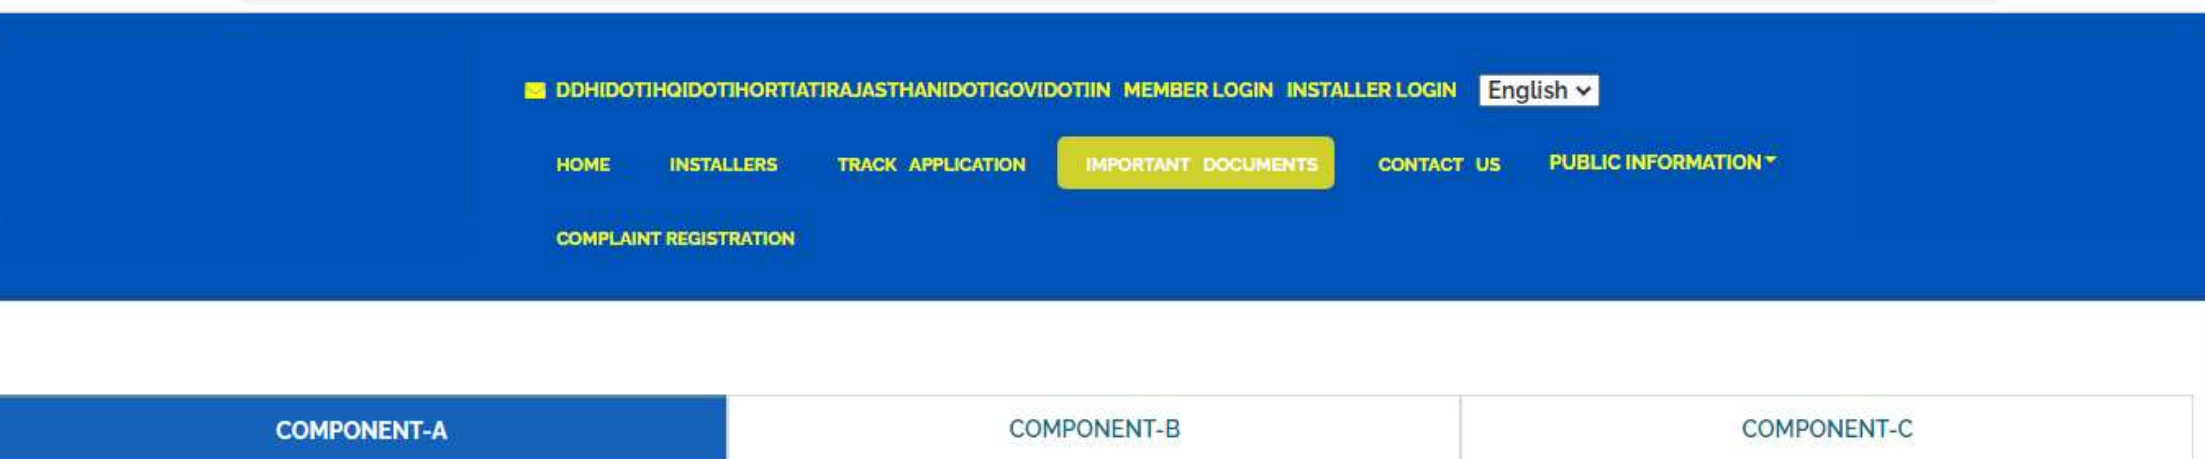 DDH[DOT]HQ[DOT]HORT[AT]RAJASTHAN[DOT]GOV[DOT]IN MEMBER LOGIN INSTALLER LOGIN English
HOME INSTALLERS TRACK APPLICATION IMPORTANT DOCUMENTS CONTACT US PUBLIC INFORMATION
COMPLAINT REGISTRATION
COMPONENT-A COMPONENT-B COMPONENT-C